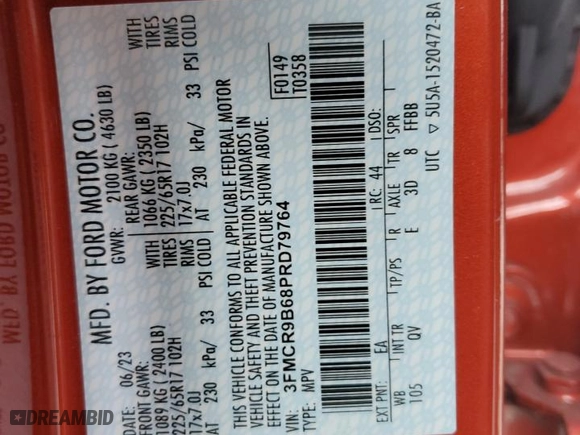 MFD. BY FORD MOTOR CO.
DATE: 06/23
GVWR: 2100 KG ( 4630 LB)
FRONT GAWR:
REAR GAWR:
1089 KG ( 2400 LB)
1066 KG ( 2350 LB)
WITH
225/65R17 102H
TIRES
225/65R17 102H
TIRES
17x7.0J
RIMS
17x7.0J
RIMS
AT 230 kPa/ 33 PSI COLD
AT 230 kPa/ 33 PSI COLD
THIS VEHICLE CONFORMS TO ALL APPLICABLE FEDERAL MOTOR
VEHICLE SAFETY AND THEFT PREVENTION STANDARDS IN
EFFECT ON THE DATE OF MANUFACTURE SHOWN ABOVE.
F0149
T0358
VIN: 3FMCR9B68PRD79764
TYPE: MPV
EXT PNT: EA
RC: 44
DSO:
WB
INT TR
TP/PS
R
AXLE
TR
SPR
105
QV
E
3D
8
FFBB
UTC ▽ 5U5A-1520472-BA
DREAMBID